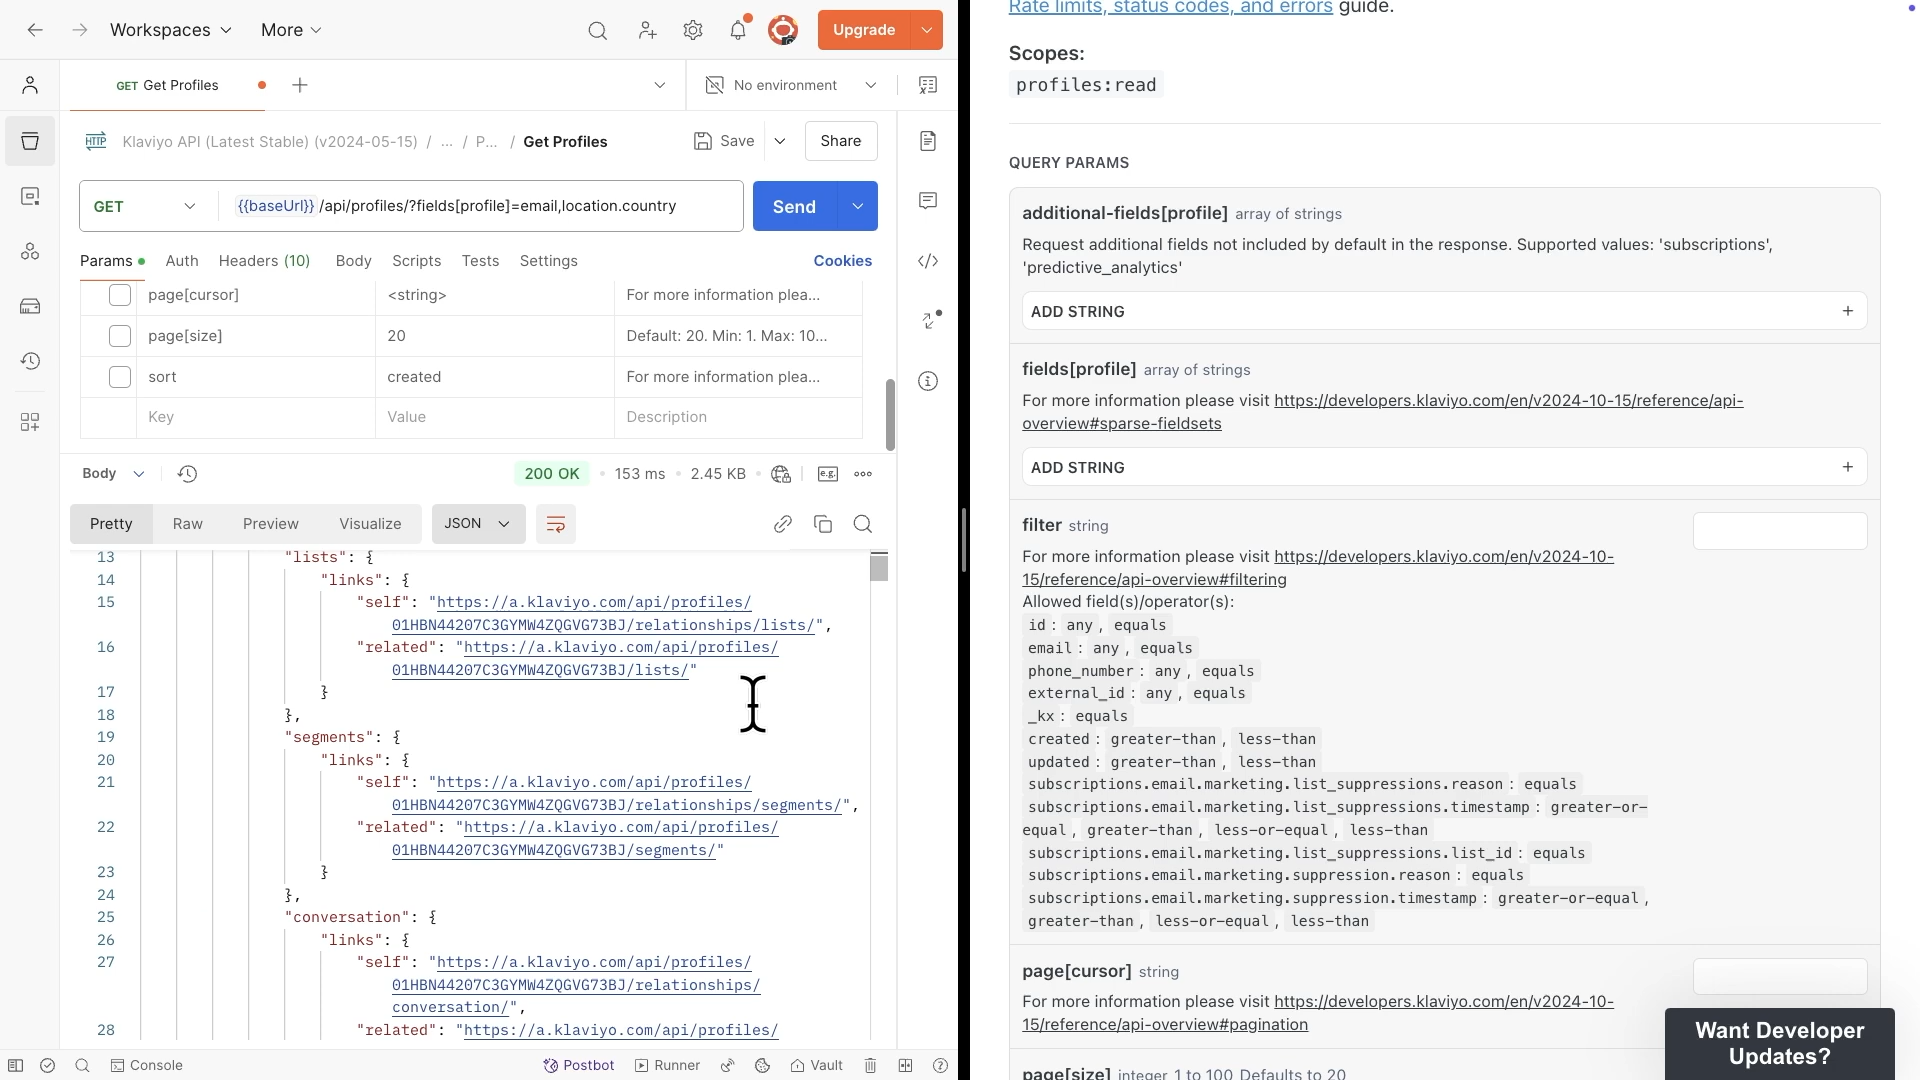 Workspaces
More
Upgrade
GET Get Profiles
No environment
HTTP
Klaviyo API (Latest Stable) (v2024-05-15) / ... / P... / Get Profiles
Save
Share
GET
{{baseUrl}} /api/profiles/?fields[profile]=email,location.country
Send
Params
Auth
Headers (10)
Body
Scripts
Tests
Settings
Cookies
page[cursor]
<string>
For more information plea...
page[size]
20
Default: 20. Min: 1. Max: 10...
sort
created
For more information plea...
Key
Value
Description
Body
200 OK
153 ms
2.45 KB
e.g.
Pretty
Raw
Preview
Visualize
JSON
13 "lists": {
14 "links": {
15 "self": "https://a.klaviyo.com/api/profiles/
01HBN44207C3GYMW4ZQGVG73BJ/relationships/lists/",
16 "related": "https://a.klaviyo.com/api/profiles/
01HBN44207C3GYMW4ZQGVG73BJ/lists/"
17 }
18 },
19 "segments": {
20 "links": {
21 "self": "https://a.klaviyo.com/api/profiles/
01HBN44207C3GYMW4ZQGVG73BJ/relationships/segments/",
22 "related": "https://a.klaviyo.com/api/profiles/
01HBN44207C3GYMW4ZQGVG73BJ/segments/"
23 }
24 },
25 "conversation": {
26 "links": {
27 "self": "https://a.klaviyo.com/api/profiles/
01HBN44207C3GYMW4ZQGVG73BJ/relationships/
conversation/",
28 "related": "https://a.klaviyo.com/api/profiles/
Console
Postbot
Runner
Vault
Rate limits, status codes, and errors guide.
Scopes:
profiles:read
QUERY PARAMS
additional-fields[profile] array of strings
Request additional fields not included by default in the response. Supported values: 'subscriptions',
'predictive_analytics'
ADD STRING
fields[profile] array of strings
For more information please visit https://developers.klaviyo.com/en/v2024-10-15/reference/api-
overview#sparse-fieldsets
ADD STRING
filter string
For more information please visit https://developers.klaviyo.com/en/v2024-10-
15/reference/api-overview#filtering
Allowed field(s)/operator(s):
id : any , equals
email : any , equals
phone_number : any , equals
external_id : any , equals
_kx : equals
created : greater-than , less-than
updated : greater-than , less-than
subscriptions.email.marketing.list_suppressions.reason : equals
subscriptions.email.marketing.list_suppressions.timestamp : greater-or-
equal , greater-than , less-or-equal , less-than
subscriptions.email.marketing.list_suppressions.list_id : equals
subscriptions.email.marketing.suppression.reason : equals
subscriptions.email.marketing.suppression.timestamp : greater-or-equal ,
greater-than , less-or-equal , less-than
page[cursor] string
For more information please visit https://developers.klaviyo.com/en/v2024-10-
15/reference/api-overview#pagination
page[size] integer 1 to 100 Defaults to 20
Want Developer
Updates?